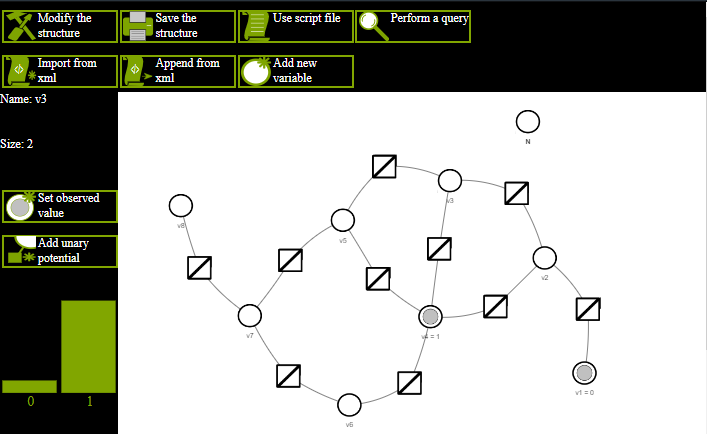 Modify the
structure
Save the
structure
Use script file
Perform a query
Import from
xml
Append from
xml
Add new
variable
Name: v3
Size: 2
Set observed
value
Add unary
potential
0
1
N
v3
v8
v5
v2
v7
v4 = 1
v1 = 0
v6